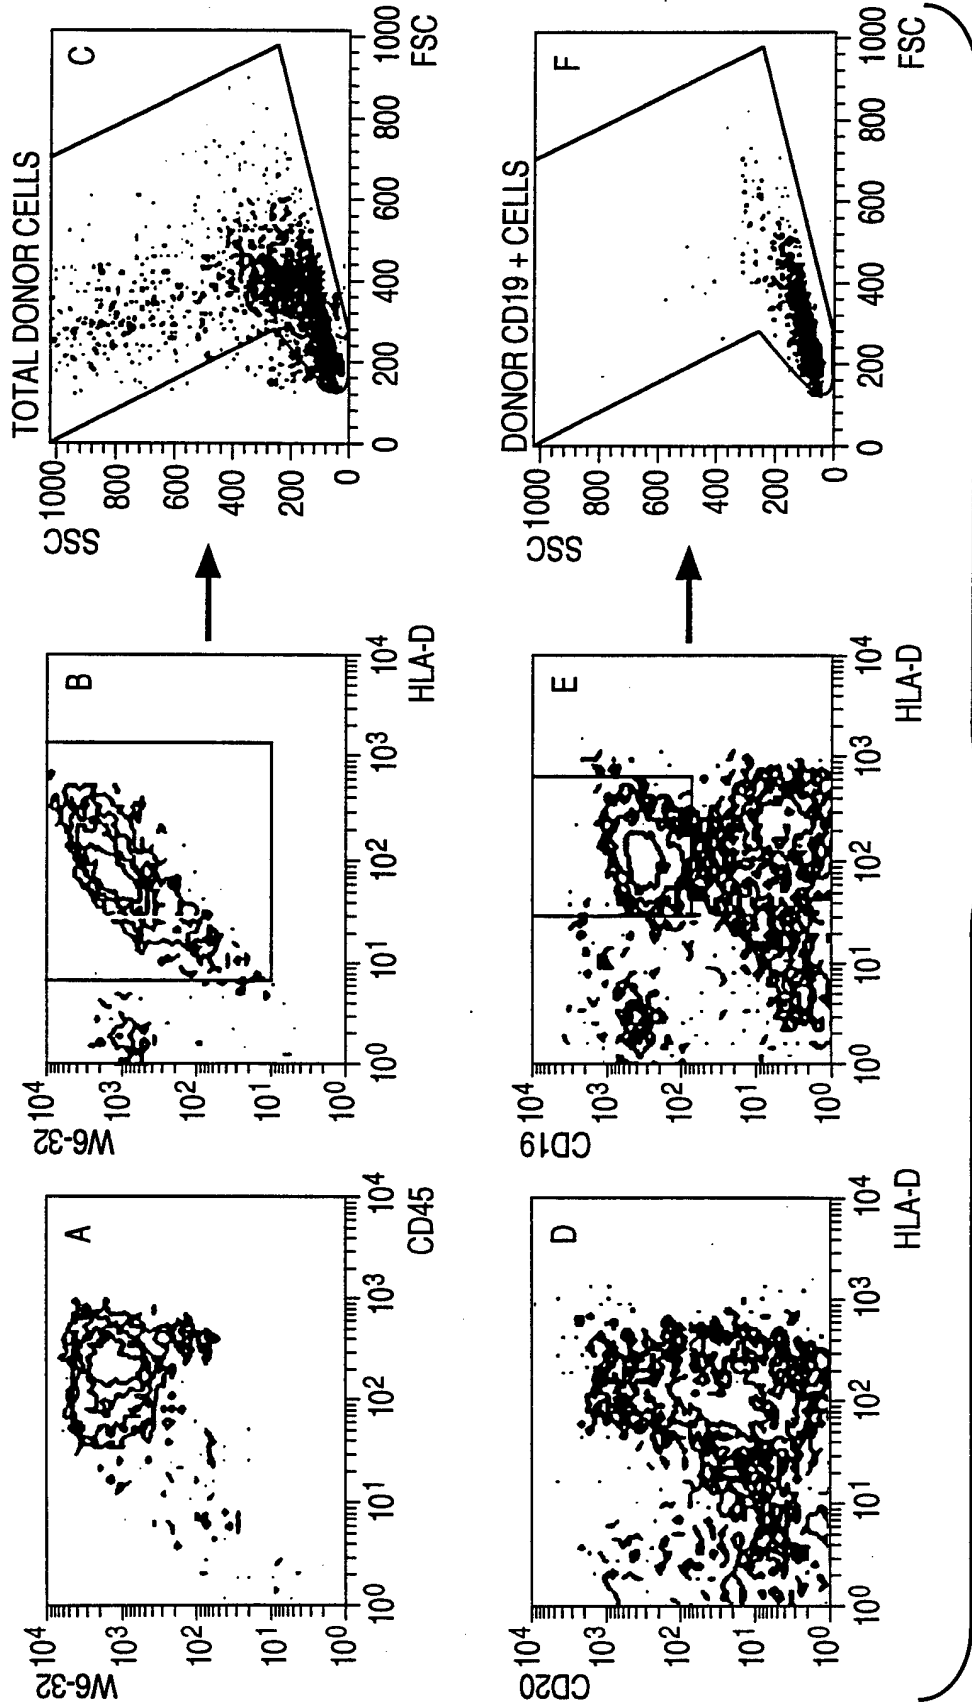 A
W6-32
10⁴
10³
10²
10¹
10⁰
10⁰ 10¹ 10² 10³ 10⁴
CD45
B
W6-32
10⁴
10³
10²
10¹
10⁰
10⁰ 10¹ 10² 10³ 10⁴
HLA-D
TOTAL DONOR CELLS
C
SSC
1000
800
600
400
200
0
0 200 400 600 800 1000
FSC
D
CD20
10⁴
10³
10²
10¹
10⁰
10⁰ 10¹ 10² 10³ 10⁴
HLA-D
E
CD19
10⁴
10³
10²
10¹
10⁰
10⁰ 10¹ 10² 10³ 10⁴
HLA-D
DONOR CD19 + CELLS
F
SSC
1000
800
600
400
200
0
0 200 400 600 800 1000
FSC